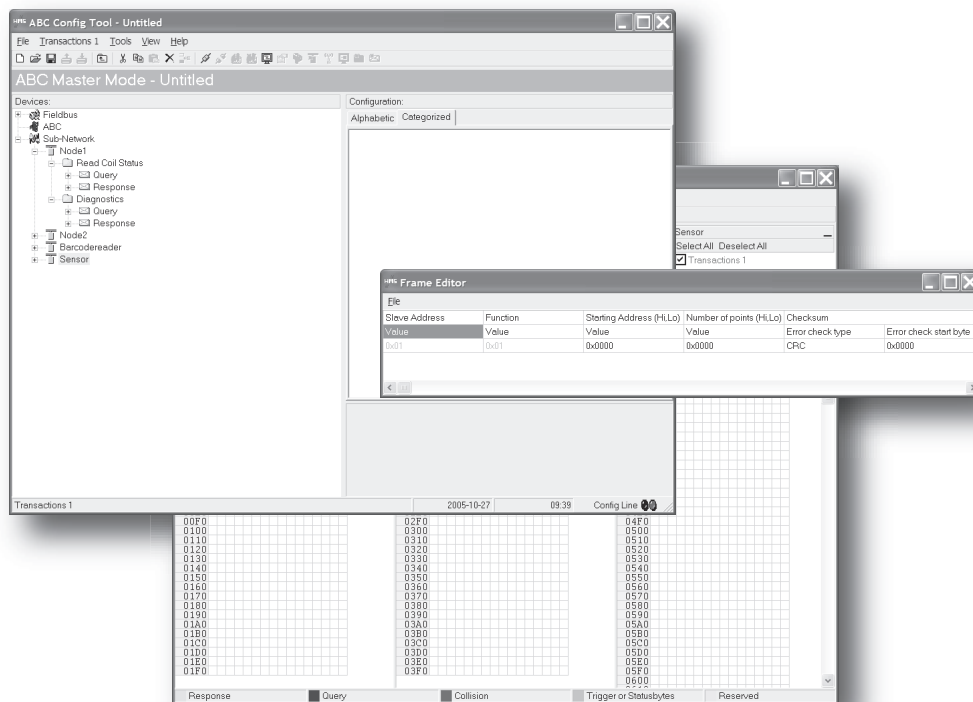 HMS ABC Config Tool - Untitled
File Transactions 1 Tools View Help
ABC Master Mode - Untitled
Devices:
Fieldbus
ABC
Sub-Network
Node1
Read Coil Status
Query
Response
Diagnostics
Query
Response
Node2
Barcodereader
Sensor
Configuration:
Alphabetic Categorized
Transactions 1 2005-10-27 09:39 Config Line
Sensor
Select All Deselect All
Transactions 1
HMS Frame Editor
File
Slave Address Function Starting Address (Hi,Lo) Number of points (Hi,Lo) Checksum
Value Value Value Value Error check type Error check start byte
0x01 0x01 0x0000 0x0000 CRC 0x0000
00F0 02F0 04F0
0100 0300 0500
0110 0310 0510
0120 0320 0520
0130 0330 0530
0140 0340 0540
0150 0350 0550
0160 0360 0560
0170 0370 0570
0180 0380 0580
0190 0390 0590
01A0 03A0 05A0
01B0 03B0 05B0
01C0 03C0 05C0
01D0 03D0 05D0
01E0 03E0 05E0
01F0 03F0 05F0
0600
Response Query Collision Trigger or Statusbytes Reserved